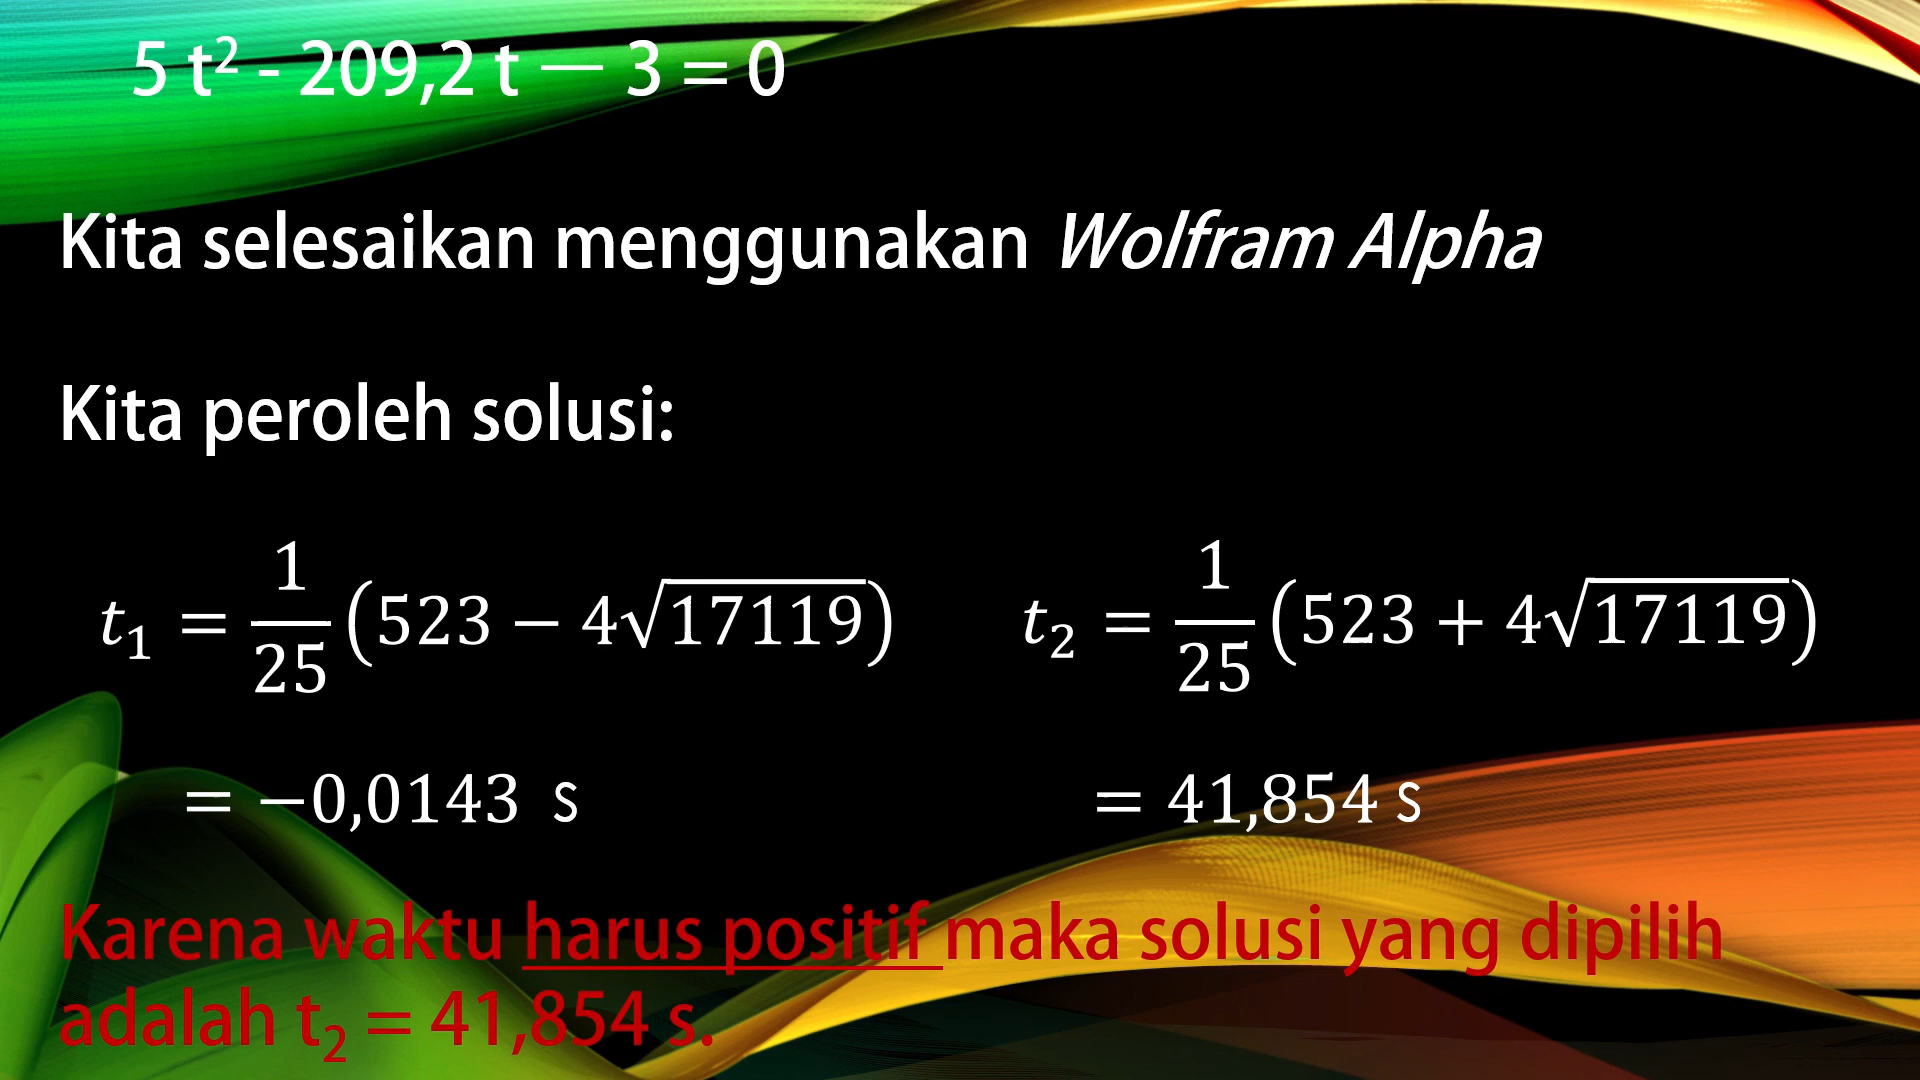 5 t² - 209,2 t — 3 = 0
Kita selesaikan menggunakan Wolfram Alpha
Kita peroleh solusi:
t₁ = 1/25 (523 − 4√17119) t₂ = 1/25 (523 + 4√17119)
= −0,0143 s = 41,854 s
Karena waktu harus positif maka solusi yang dipilih
adalah t₂ = 41,854 s.